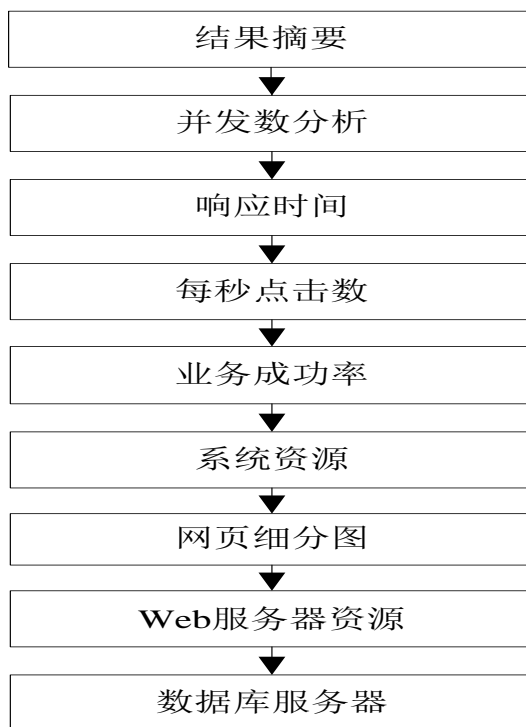 结果摘要
并发数分析
响应时间
每秒点击数
业务成功率
系统资源
网页细分图
Web服务器资源
数据库服务器